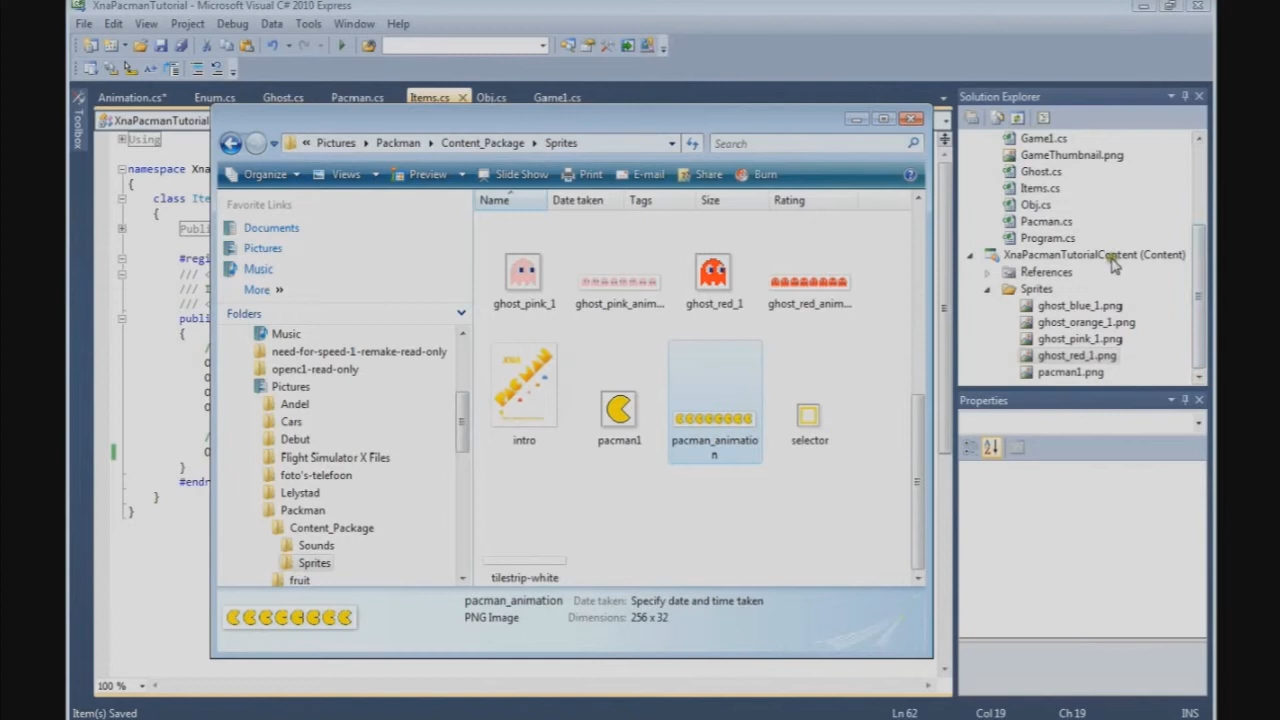 XnaPacmanTutorial - Microsoft Visual C# 2010 Express
File Edit View Project Debug Data Tools Window Help
Animation.cs* Enum.cs Ghost.cs Pacman.cs Items.cs Obj.cs Game1.cs
Toolbox
XnaPacmanTutorial
Using
namespace Xna
{
class Ite
{
Publi
#regi
/// <
/// I
/// <
publi
{
/
O
O
O
O
/
O
}
#endr
}
}
100 %
Pictures Packman Content_Package Sprites
Search
Organize Views Preview Slide Show Print E-mail Share Burn
Favorite Links
Documents
Pictures
Music
More »
Folders
Music
need-for-speed-1-remake-read-only
openc1-read-only
Pictures
Andel
Cars
Debut
Flight Simulator X Files
foto's-telefoon
Lelystad
Packman
Content_Package
Sounds
Sprites
fruit
Name Date taken Tags Size Rating
ghost_pink_1 ghost_pink_anim... ghost_red_1 ghost_red_anim...
PACMAN
intro pacman1 pacman_animatio
n selector
tilestrip-white
pacman_animation Date taken: Specify date and time taken
PNG Image Dimensions: 256 x 32
Solution Explorer
Game1.cs
GameThumbnail.png
Ghost.cs
Items.cs
Obj.cs
Pacman.cs
Program.cs
XnaPacmanTutorialContent (Content)
References
Sprites
ghost_blue_1.png
ghost_orange_1.png
ghost_pink_1.png
ghost_red_1.png
pacman1.png
Properties
Item(s) Saved Ln 62 Col 19 Ch 19 INS